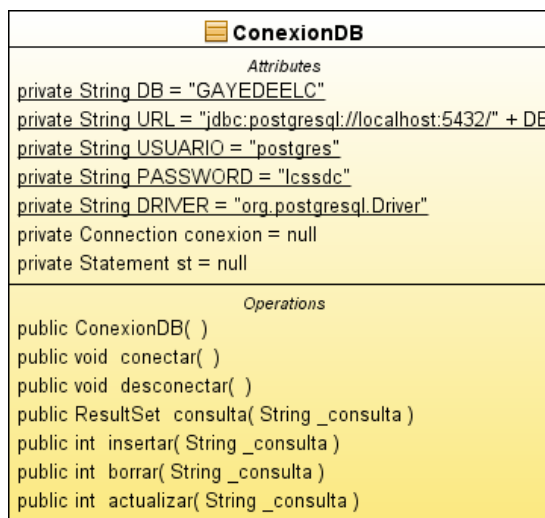 ConexionDB
Attributes
private String DB = "GAYEDEELC"
private String URL = "jdbc:postgresql://localhost:5432/" + DB
private String USUARIO = "postgres"
private String PASSWORD = "lcssdc"
private String DRIVER = "org.postgresql.Driver"
private Connection conexion = null
private Statement st = null
Operations
public ConexionDB( )
public void conectar( )
public void desconectar( )
public ResultSet consulta( String _consulta )
public int insertar( String _consulta )
public int borrar( String _consulta )
public int actualizar( String _consulta )